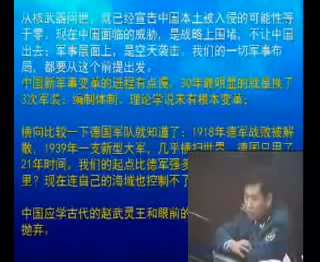 从核武器问世，就已经宣告中国本土被入侵的可能性等
于零。现在中国面临的威胁，是战略上围堵，不让中国
出去；军事层面上，是空天袭击。我们的一切军事布
局，都要从这个前提出发。
中国新军事变革的进程有点慢，30年最明显的就是换了
3次军装；编制体制、理论学说未有根本变革；
横向比较一下德国军队就知道了：1918年德军战败被解
散，1939年一支新型大军，几乎横扫世界，德国只用了
21年时间。我们的起点比德军强多
里？现在连自己的海域也控制不了
中国应学古代的赵武灵王和眼前的
抛弃。